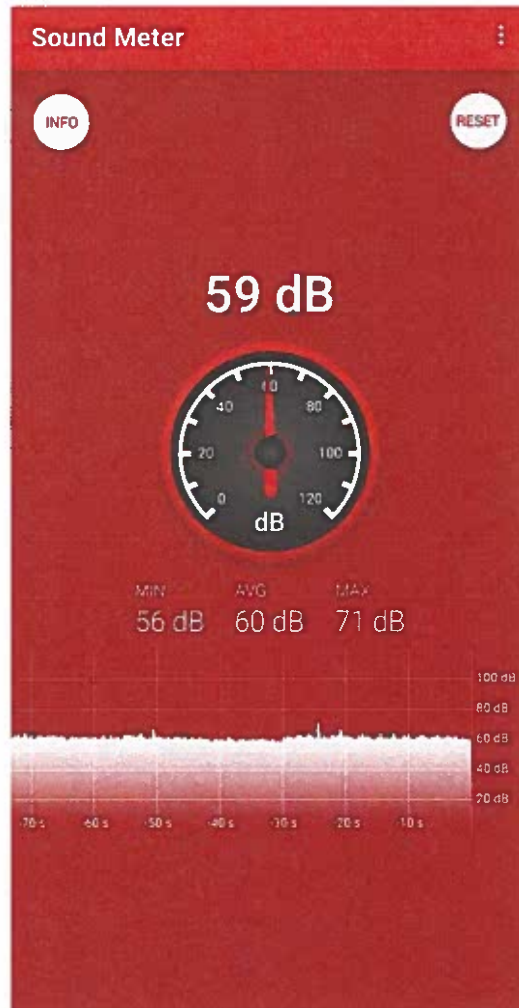 Sound Meter
INFO
RESET
59 dB
60
40
80
20
100
0
120
dB
MIN AVG MAX
56 dB 60 dB 71 dB
100 dB
80 dB
60 dB
40 dB
20 dB
-70 s -60 s -50 s -40 s -30 s -20 s -10 s